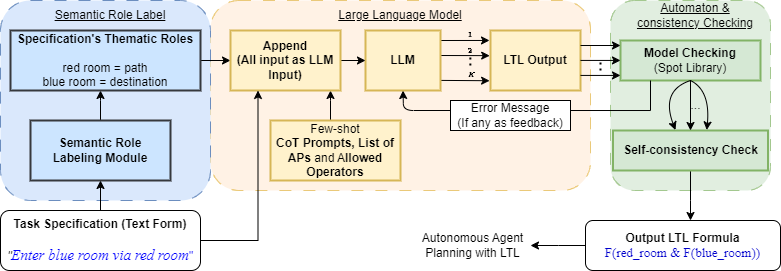 Semantic Role Label
Specification's Thematic Roles
red room = path
blue room = destination
Semantic Role
Labeling Module
Task Specification (Text Form)
"Enter blue room via red room"
Large Language Model
Append
(All input as LLM
Input)
Few-shot
CoT Prompts, List of
APs and Allowed
Operators
LLM
1
2
K
LTL Output
Error Message
(If any as feedback)
Automaton &
consistency Checking
Model Checking
(Spot Library)
...
Self-consistency Check
Output LTL Formula
F(red_room & F(blue_room))
Autonomous Agent
Planning with LTL